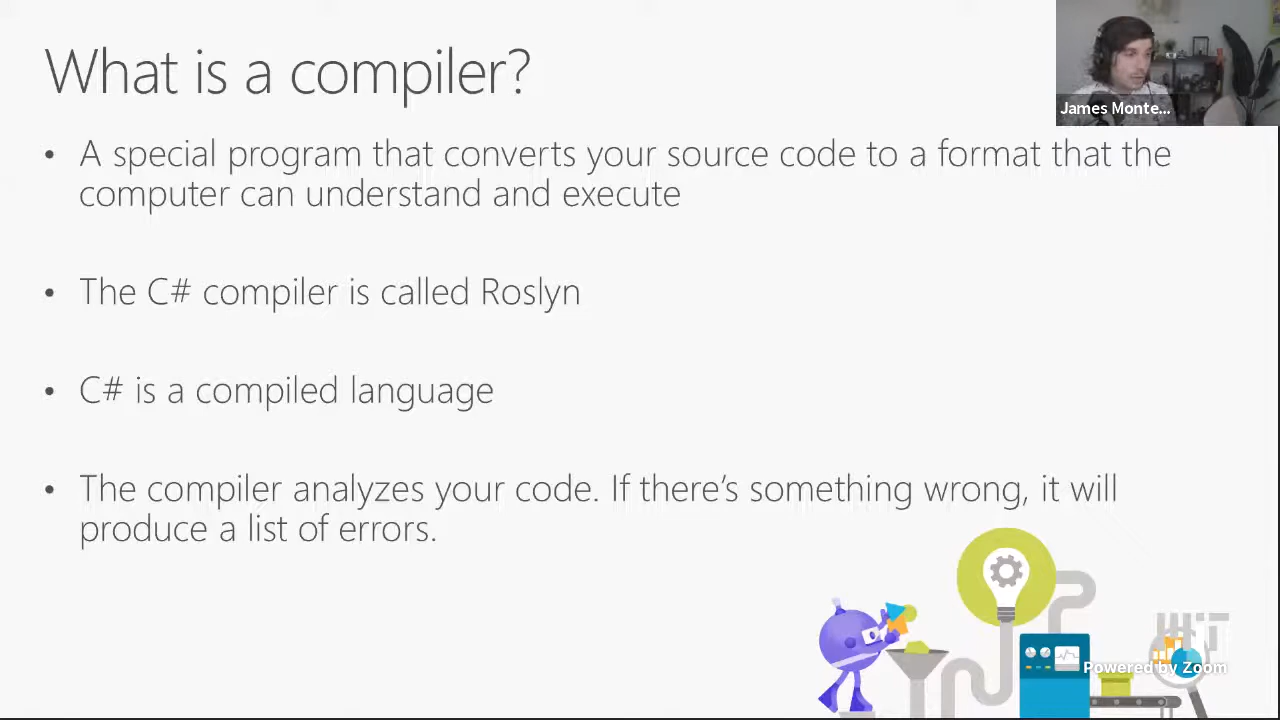 What is a compiler?
James Monte...
• A special program that converts your source code to a format that the
computer can understand and execute
• The C# compiler is called Roslyn
• C# is a compiled language
• The compiler analyzes your code. If there's something wrong, it will
produce a list of errors.
Powered by Zoom